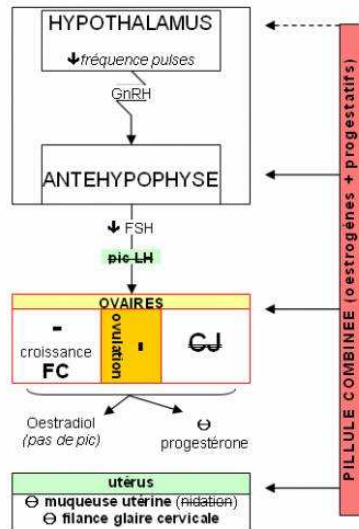 HYPOTHALAMUS
↓fréquence pulses
GnRH
ANTEHYPOPHYSE
↓ FSH
pic LH
OVAIRES
-
croissance
FC
ovulation
-
CJ
Oestradiol
(pas de pic)
⊖
progestérone
utérus
⊖ muqueuse utérine (nidation)
⊖ filance glaire cervicale
PILLULE COMBINEE (oestrogènes + progestatifs)